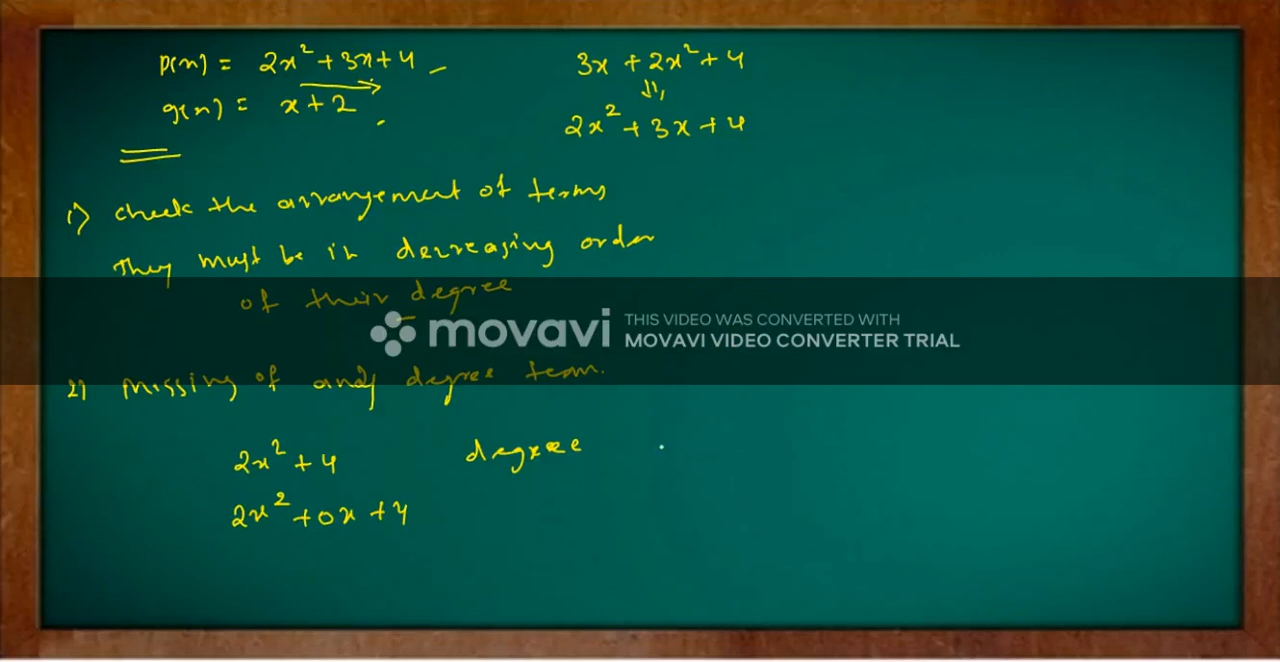 p(x) = 2x² + 3x + 4
g(x) = x + 2
3x + 2x² + 4
⇓
2x² + 3x + 4
1) check the arrangement of terms
They must be in decreasing order
of their degree
movavi
THIS VIDEO WAS CONVERTED WITH
MOVAVI VIDEO CONVERTER TRIAL
2) missing of any degree term.
2x² + 4
2x² + 0x + 4
degree